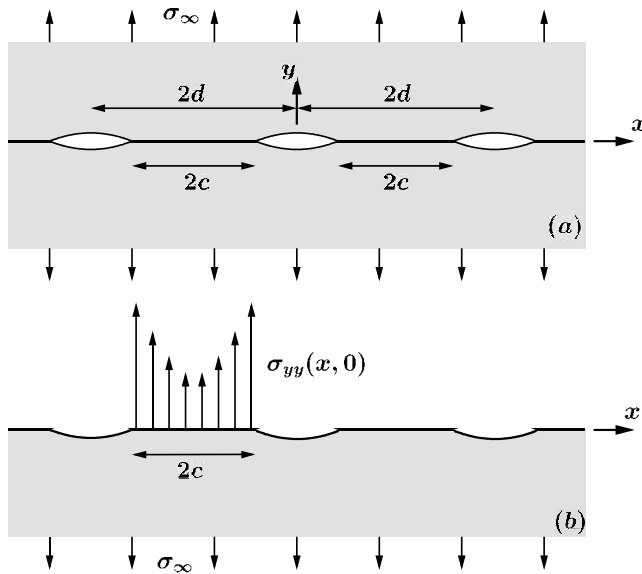 σ∞
y
2d 2d
x
2c 2c
(a)
σyy(x, 0)
x
2c
(b)
σ∞